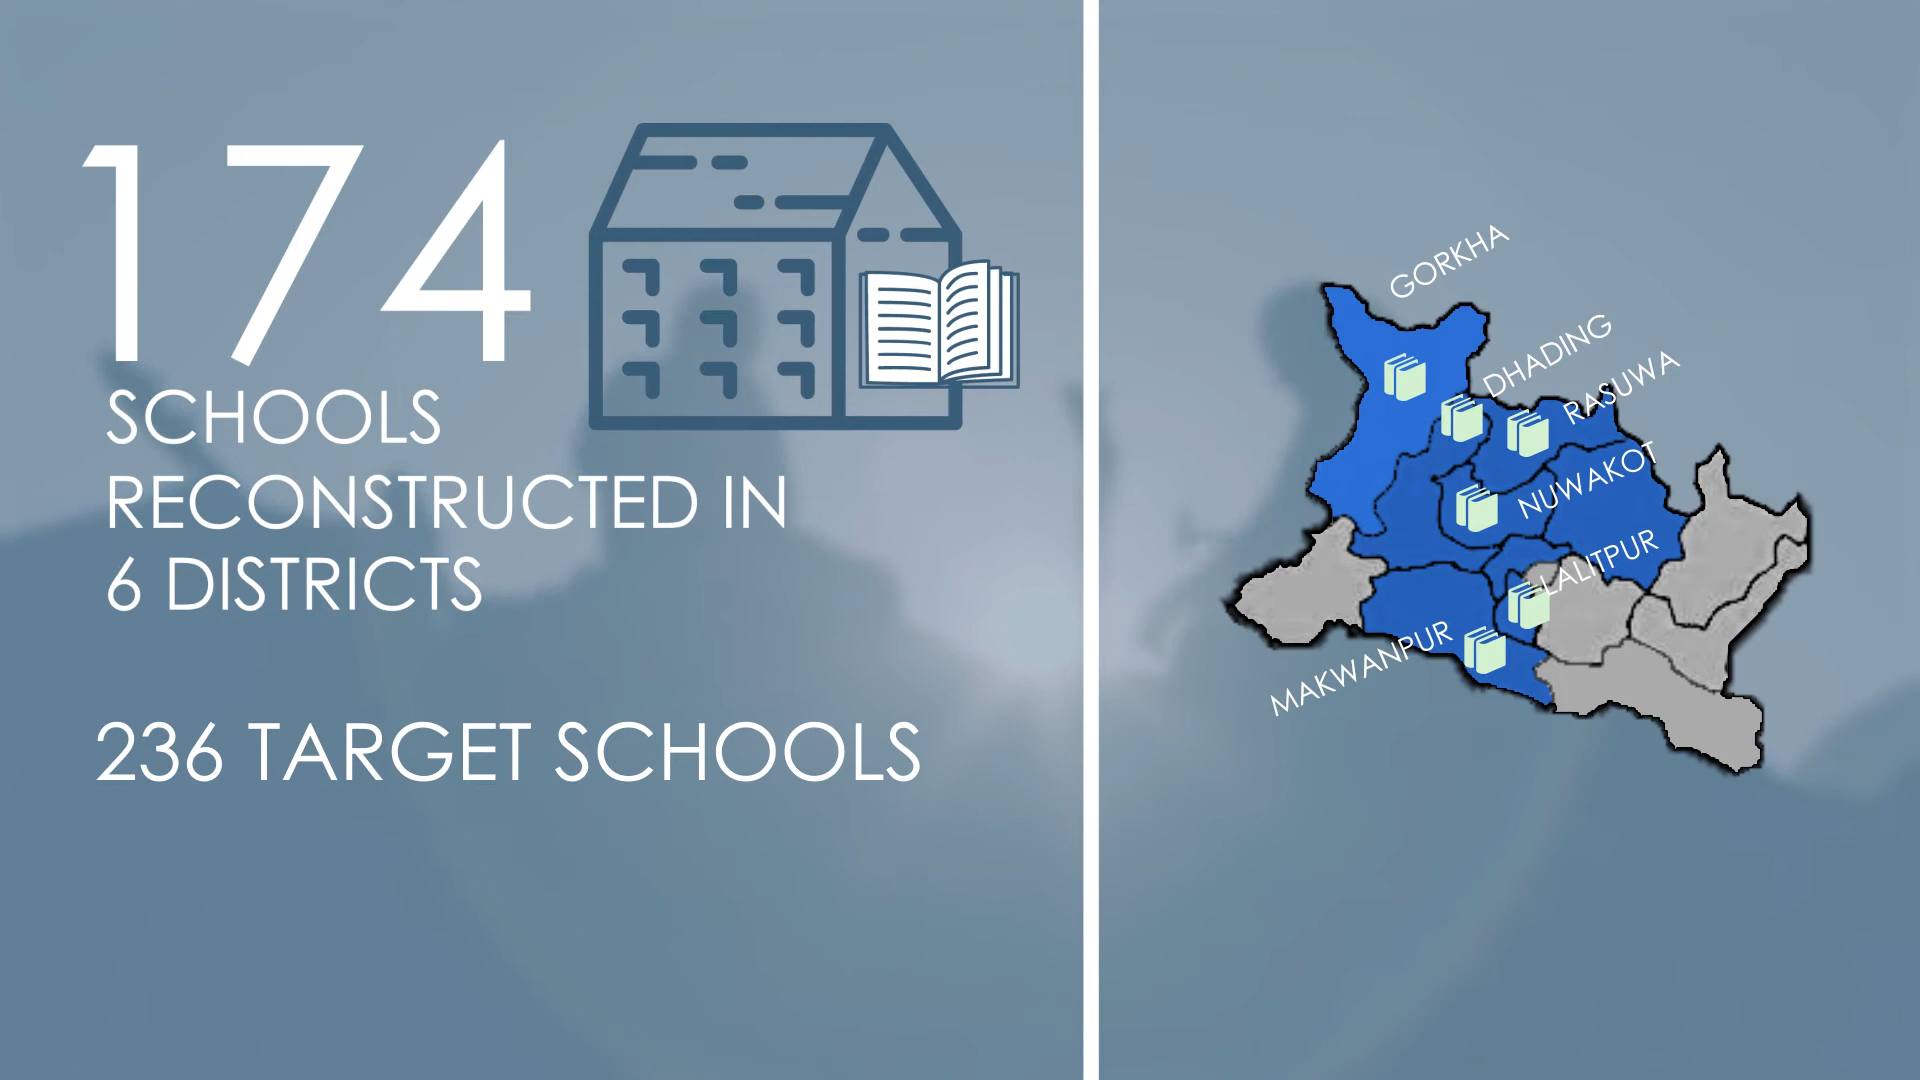 174
SCHOOLS
RECONSTRUCTED IN
6 DISTRICTS
236 TARGET SCHOOLS
GORKHA
DHADING
RASUWA
NUWAKOT
LALITPUR
MAKWANPUR